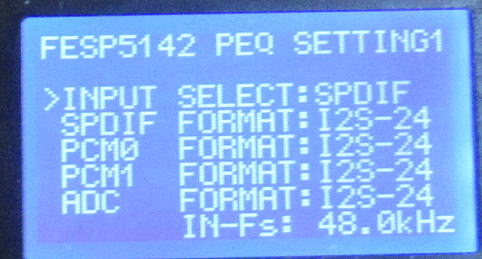 FESP5142 PEQ SETTING1
>INPUT SELECT:SPDIF
SPDIF FORMAT:I2S-24
PCM0 FORMAT:I2S-24
PCM1 FORMAT:I2S-24
ADC FORMAT:I2S-24
IN-Fs: 48.0kHz